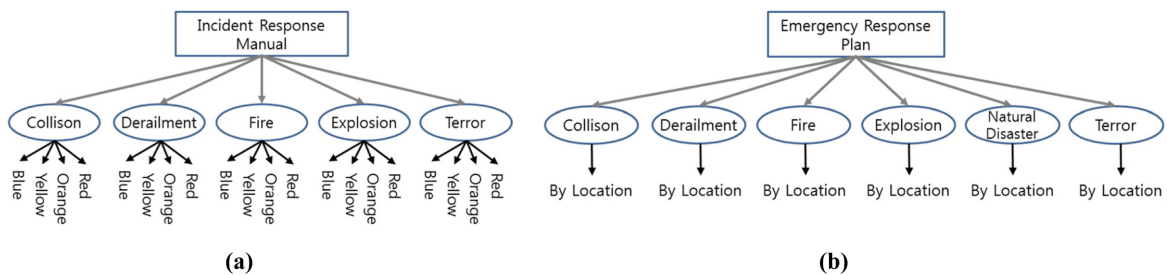 Incident Response
Manual
Collison
Derailment
Fire
Explosion
Terror
Blue
Yellow
Orange
Red
Blue
Yellow
Orange
Red
Blue
Yellow
Orange
Red
Blue
Yellow
Orange
Red
Blue
Yellow
Orange
Red
(a)
Emergency Response
Plan
Collison
Derailment
Fire
Explosion
Natural
Disaster
Terror
By Location
By Location
By Location
By Location
By Location
By Location
(b)